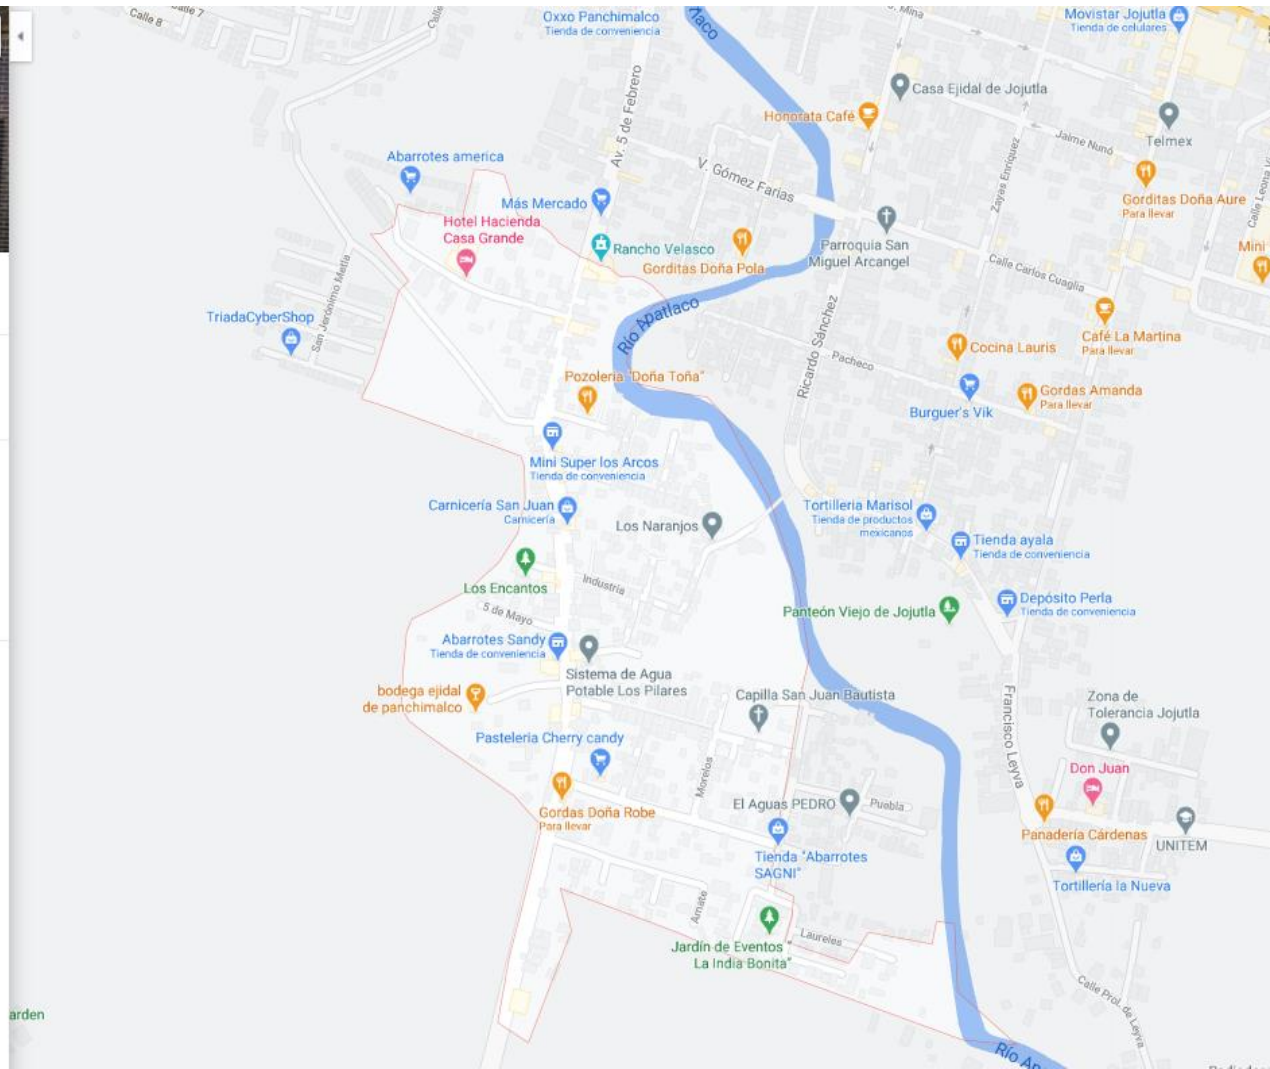 Calle 8
Calle 7
Calle
Oxxo Panchimalco
Tienda de conveniencia
S. Mina
Movistar Jojutla
Tienda de celulares
Casa Ejidal de Jojutla
Honorata Café
Av. 5 de Febrero
Jaime Nunó
Telmex
Abarrotes america
V. Gómez Farias
Zayas Enríquez
Gorditas Doña Aure
Para llevar
Más Mercado
Hotel Hacienda
Casa Grande
Rancho Velasco
Gorditas Doña Pola
Parroquia San
Miguel Arcangel
Calle Carlos Cuaglia
Mini
San Jerónimo Metla
TriadaCyberShop
Río Apatlaco
Ricardo Sánchez
Café La Martina
Para llevar
Cocina Lauris
Pacheco
Pozoleria "Doña Toña"
Gordas Amanda
Para llevar
Burguer's Vik
Mini Super los Arcos
Tienda de conveniencia
Carnicería San Juan
Carnicería
Tortilleria Marisol
Tienda de productos
mexicanos
Los Naranjos
Tienda ayala
Tienda de conveniencia
Los Encantos
Industria
Depósito Perla
Tienda de conveniencia
Panteón Viejo de Jojutla
5 de Mayo
Abarrotes Sandy
Tienda de conveniencia
Sistema de Agua
Potable Los Pilares
bodega ejidal
de panchimalco
Capilla San Juan Bautista
Francisco Leyva
Zona de
Tolerancia Jojutla
Pasteleria Cherry candy
Morelos
Don Juan
El Aguas PEDRO
Puebla
Gordas Doña Robe
Para llevar
Panadería Cárdenas
UNITEM
Tienda "Abarrotes
SAGNI"
Tortillería la Nueva
Amate
Laureles
Jardín de Eventos "
La India Bonita"
Calle Prol. de Leyva
arden
Río Ap